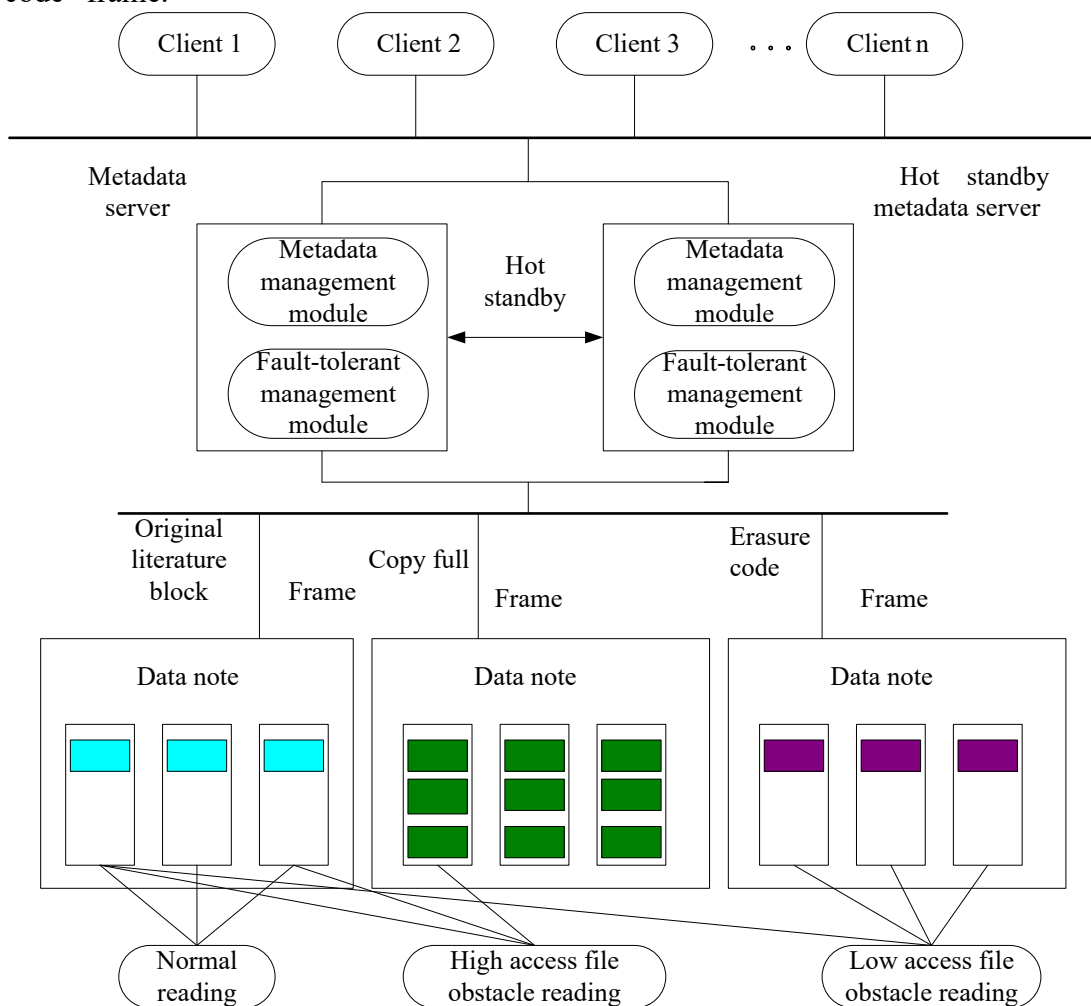 code frame.
Client 1
Client 2
Client 3
Client n
Metadata
server
Hot standby
metadata server
Metadata
management
module
Hot
standby
Metadata
management
module
Fault-tolerant
management
module
Fault-tolerant
management
module
Original
literature
block
Frame
Copy full
Frame
Erasure
code
Frame
Data note
Data note
Data note
Normal
reading
High access file
obstacle reading
Low access file
obstacle reading